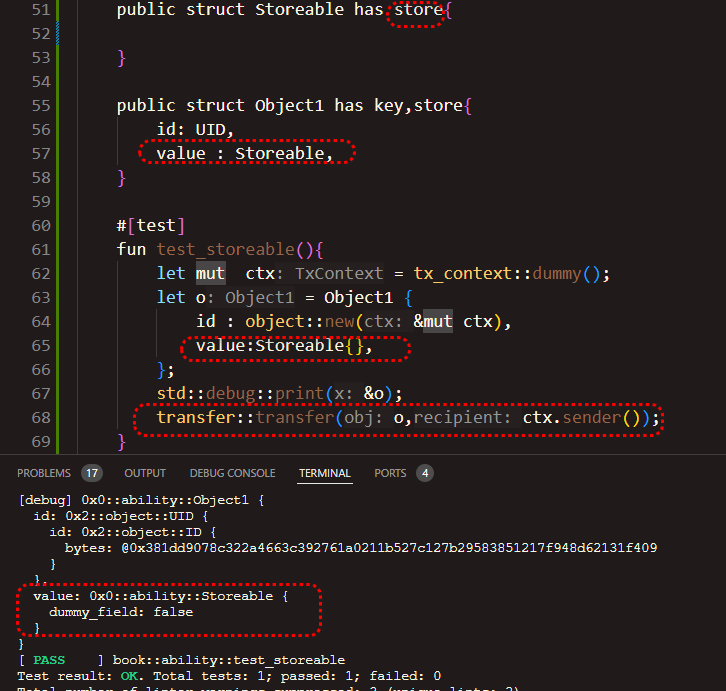 51 public struct Storeable has store{
52
53 }
54
55 public struct Object1 has key,store{
56 id: UID,
57 value : Storeable,
58 }
59
60 #[test]
61 fun test_storeable(){
62 let mut ctx: TxContext = tx_context::dummy();
63 let o: Object1 = Object1 {
64 id : object::new(ctx: &mut ctx),
65 value:Storeable{},
66 };
67 std::debug::print(x: &o);
68 transfer::transfer(obj: o,recipient: ctx.sender());
69 }
PROBLEMS 17 OUTPUT DEBUG CONSOLE TERMINAL PORTS 4
[debug] 0x0::ability::Object1 {
id: 0x2::object::UID {
id: 0x2::object::ID {
bytes: @0x381dd9078c322a4663c392761a0211b527c127b29583851217f948d62131f409
}
},
value: 0x0::ability::Storeable {
dummy_field: false
}
}
[ PASS ] book::ability::test_storeable
Test result: OK. Total tests: 1; passed: 1; failed: 0